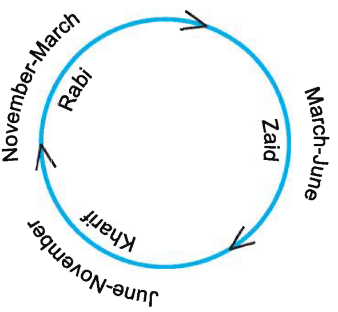 November-March
Rabi
March-June
Zaid
Kharif
June-November